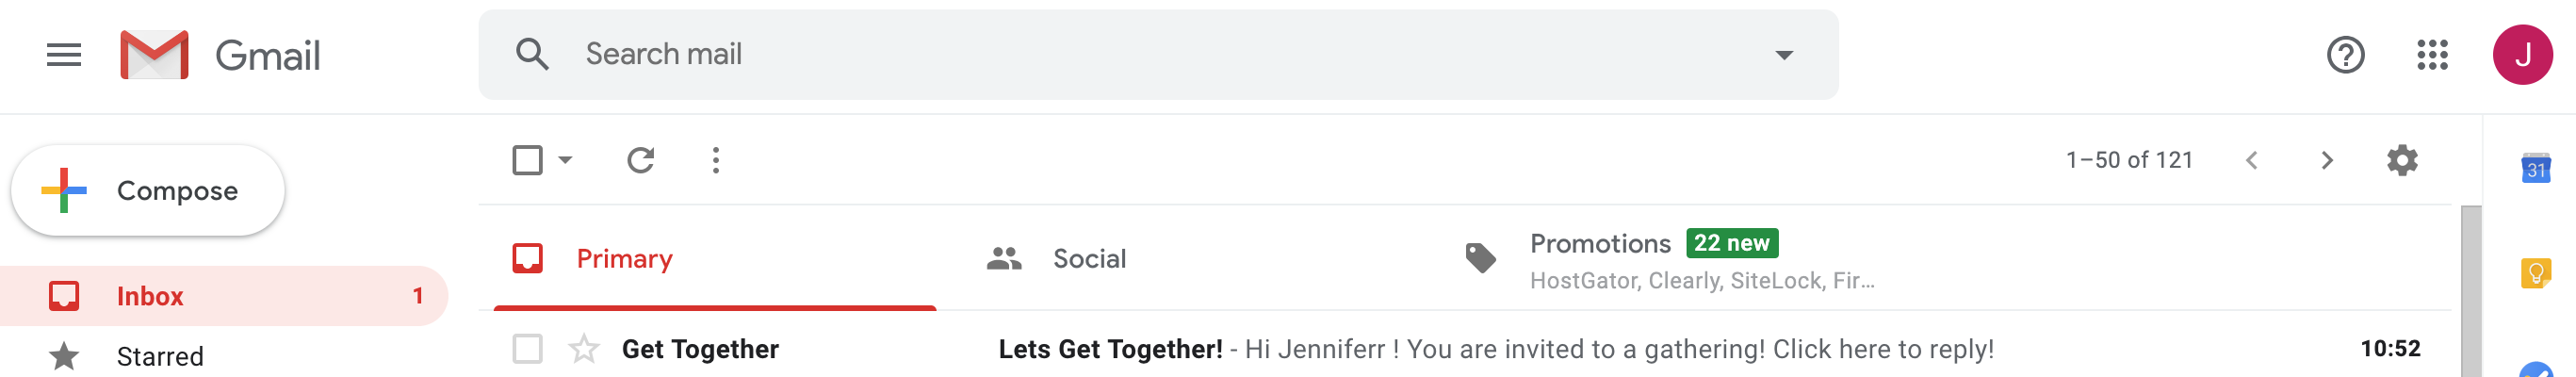 Gmail
Search mail
J
Compose
1–50 of 121
31
Primary
Social
Promotions 22 new
HostGator, Clearly, SiteLock, Fir...
Inbox 1
Get Together Lets Get Together! - Hi Jenniferr ! You are invited to a gathering! Click here to reply! 10:52
Starred